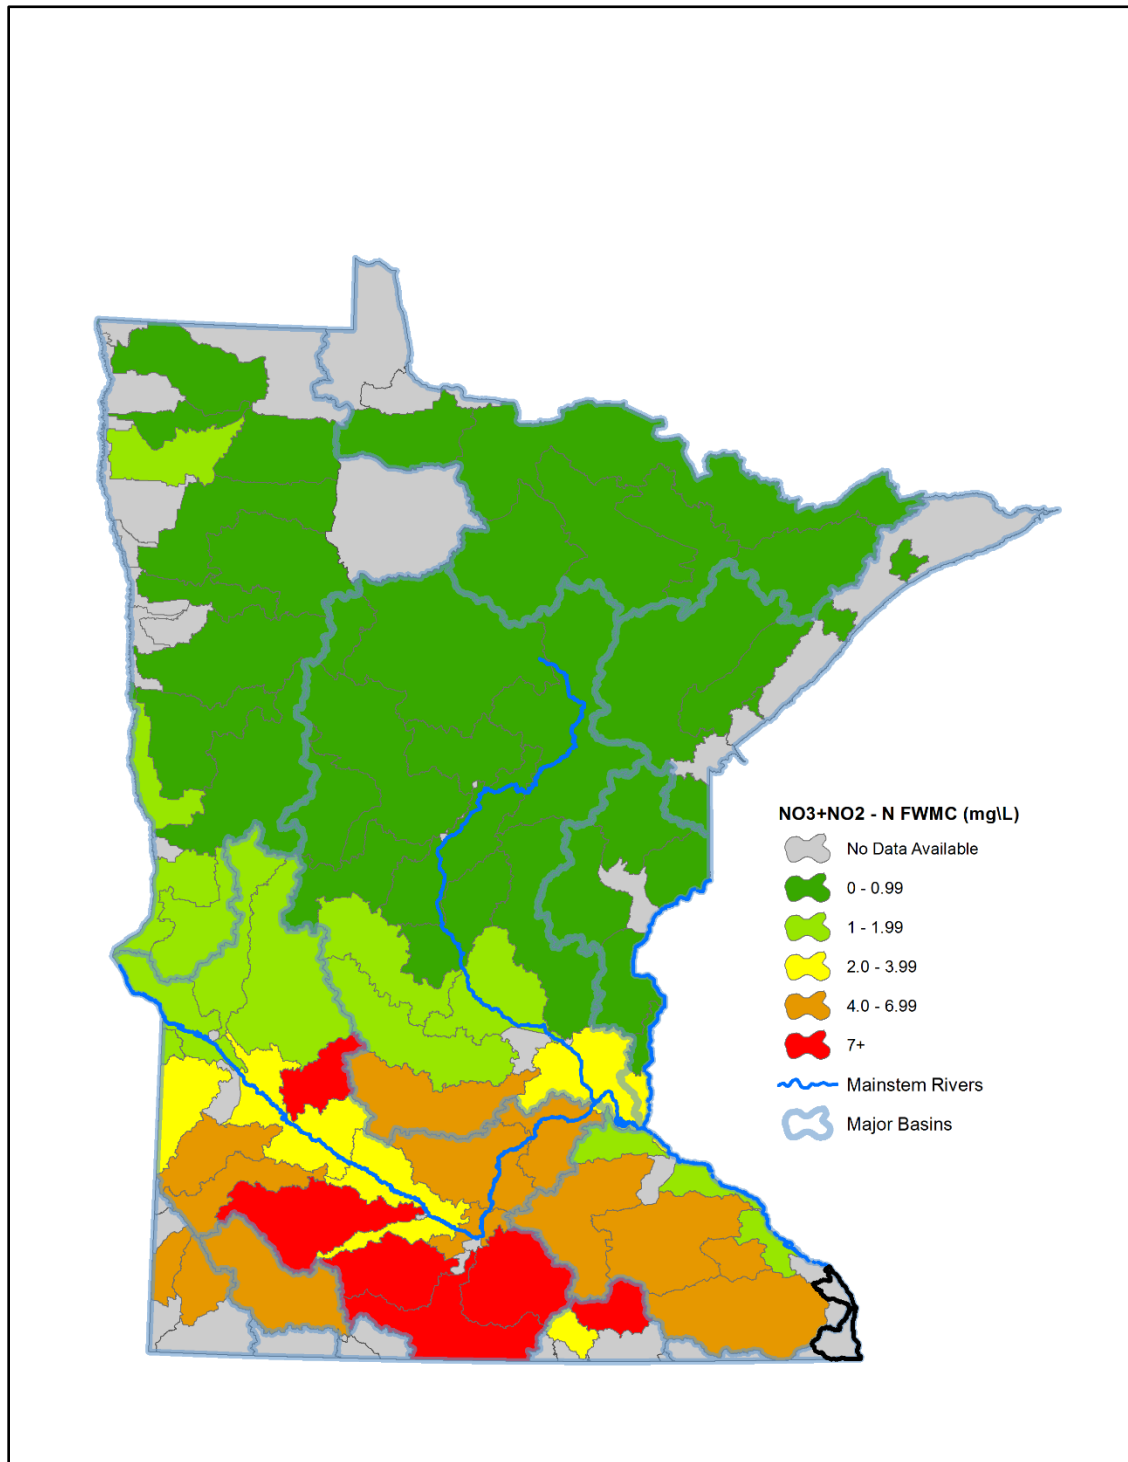 NO3+NO2 - N FWMC (mg\L)
No Data Available
0 - 0.99
1 - 1.99
2.0 - 3.99
4.0 - 6.99
7+
Mainstem Rivers
Major Basins